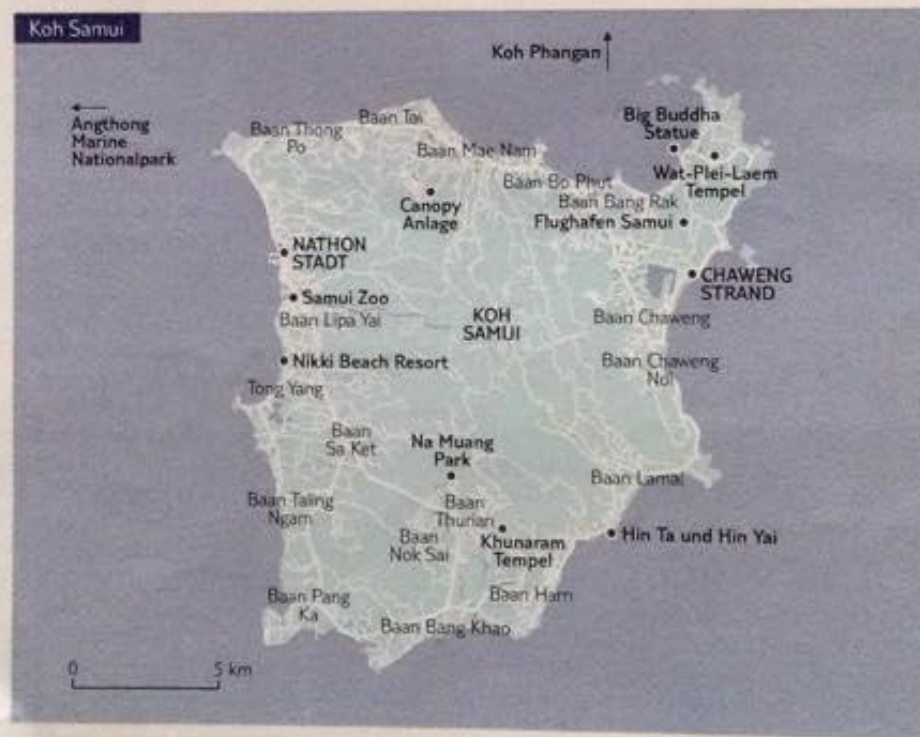 Koh Samui
Koh Phangan
Angthong
Marine
Nationalpark
Big Buddha
Statue
Baan Tai
Baan Thong
Po
Baan Mae Nam
Wat-Plei-Laem
Tempel
Baan Bo Phut
Baan Bang Rak
Canopy
Anlage
Flughafen Samui
NATHON
STADT
CHAWENG
STRAND
Samui Zoo
Baan Lipa Yai
KOH
SAMUI
Baan Chaweng
Nikki Beach Resort
Baan Chaweng
Noi
Tong Yang
Baan
Sa Ket
Na Muang
Park
Baan Lamai
Baan Taling
Ngam
Baan
Thurian
Baan
Nok Sai
Khunaram
Tempel
Hin Ta und Hin Yai
Baan Harn
Baan Pang
Ka
Baan Bang Khao
0 5 km